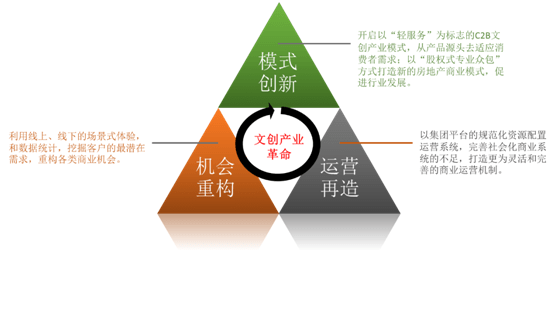 开启以“轻服务”为标志的C2B文
创产业模式，从产品源头去适应消
费者需求；以“股权式专业众包”
方式打造新的房地产商业模式，促
进行业发展。
模式
创新
利用线上、线下的场景式体验，
和数据统计，挖掘客户的最潜在
需求，重构各类商业机会。
文创产业
革命
以集团平台的规范化资源配置
运营系统，完善社会化商业系
统的不足，打造更为灵活和完
善的商业运营机制。
机会
重构
运营
再造